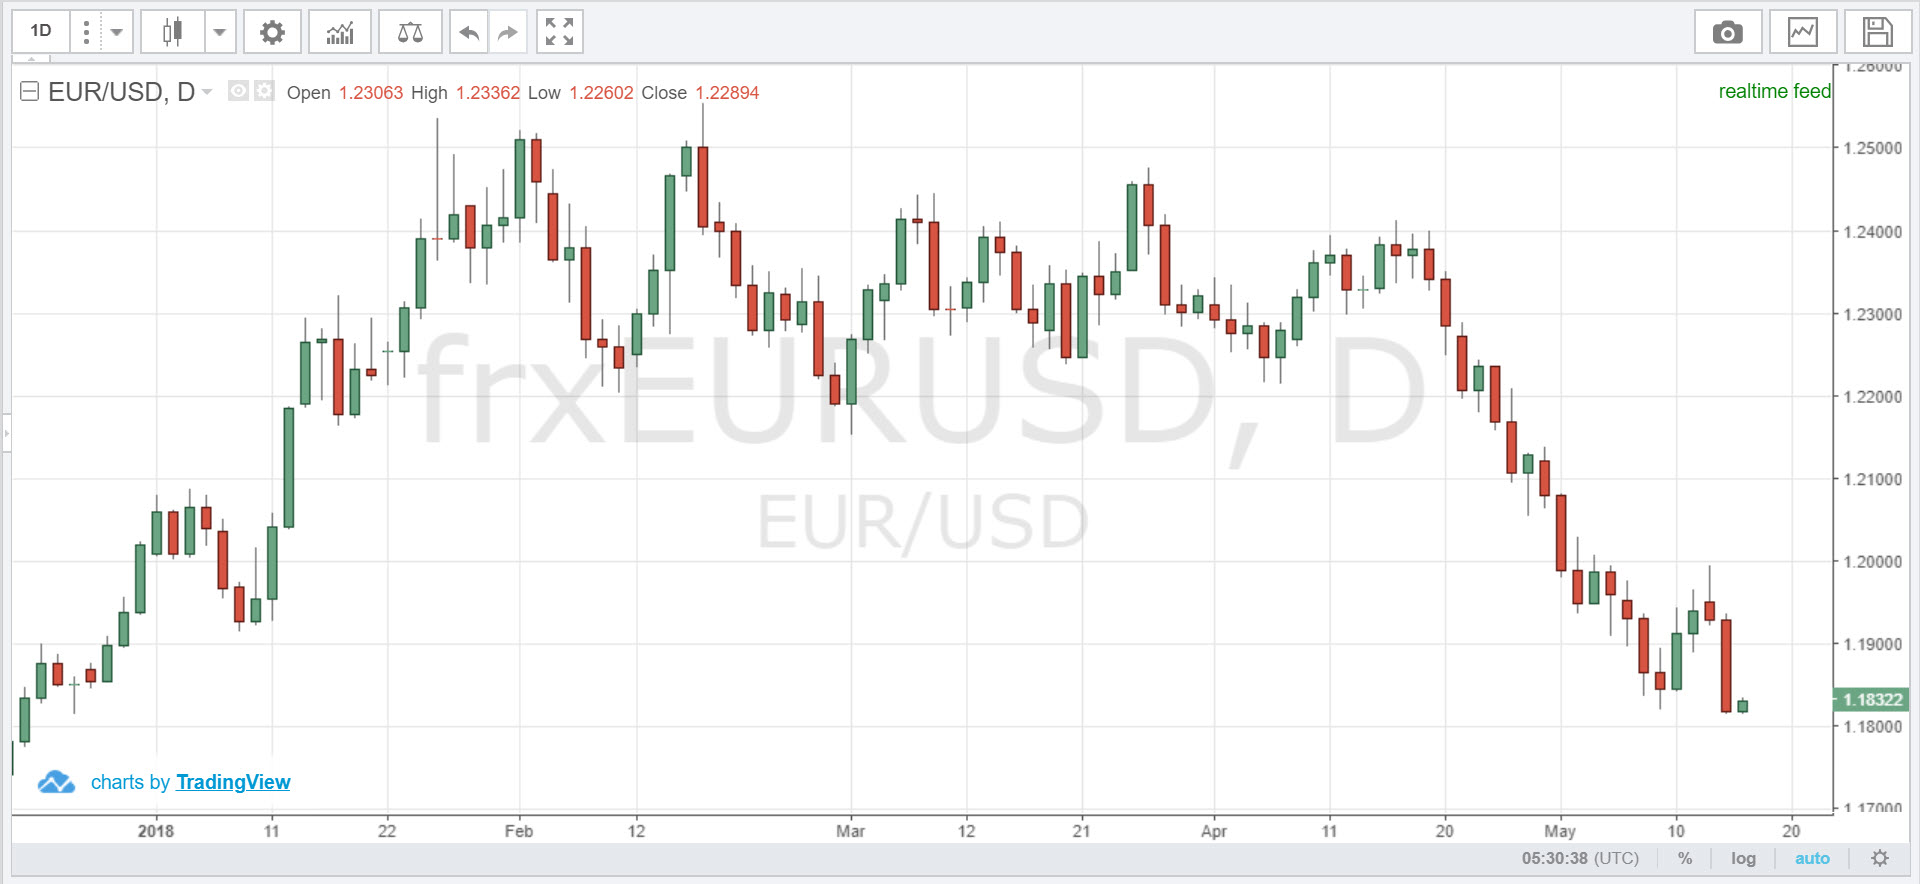 1D
EUR/USD, D Open 1.23063 High 1.23362 Low 1.22602 Close 1.22894
realtime feed
1.26000
1.25000
1.24000
1.23000
1.22000
1.21000
1.20000
1.19000
1.18322
1.18000
1.17000
frxEURUSD, D
EUR/USD
charts by TradingView
2018 11 22 Feb 12 Mar 12 21 Apr 11 20 May 10 20
05:30:38 (UTC) % log auto